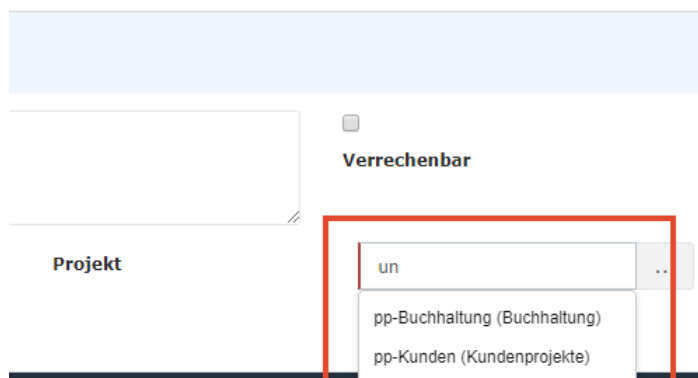 Verrechenbar
Projekt
un
..
pp-Buchhaltung (Buchhaltung)
pp-Kunden (Kundenprojekte)